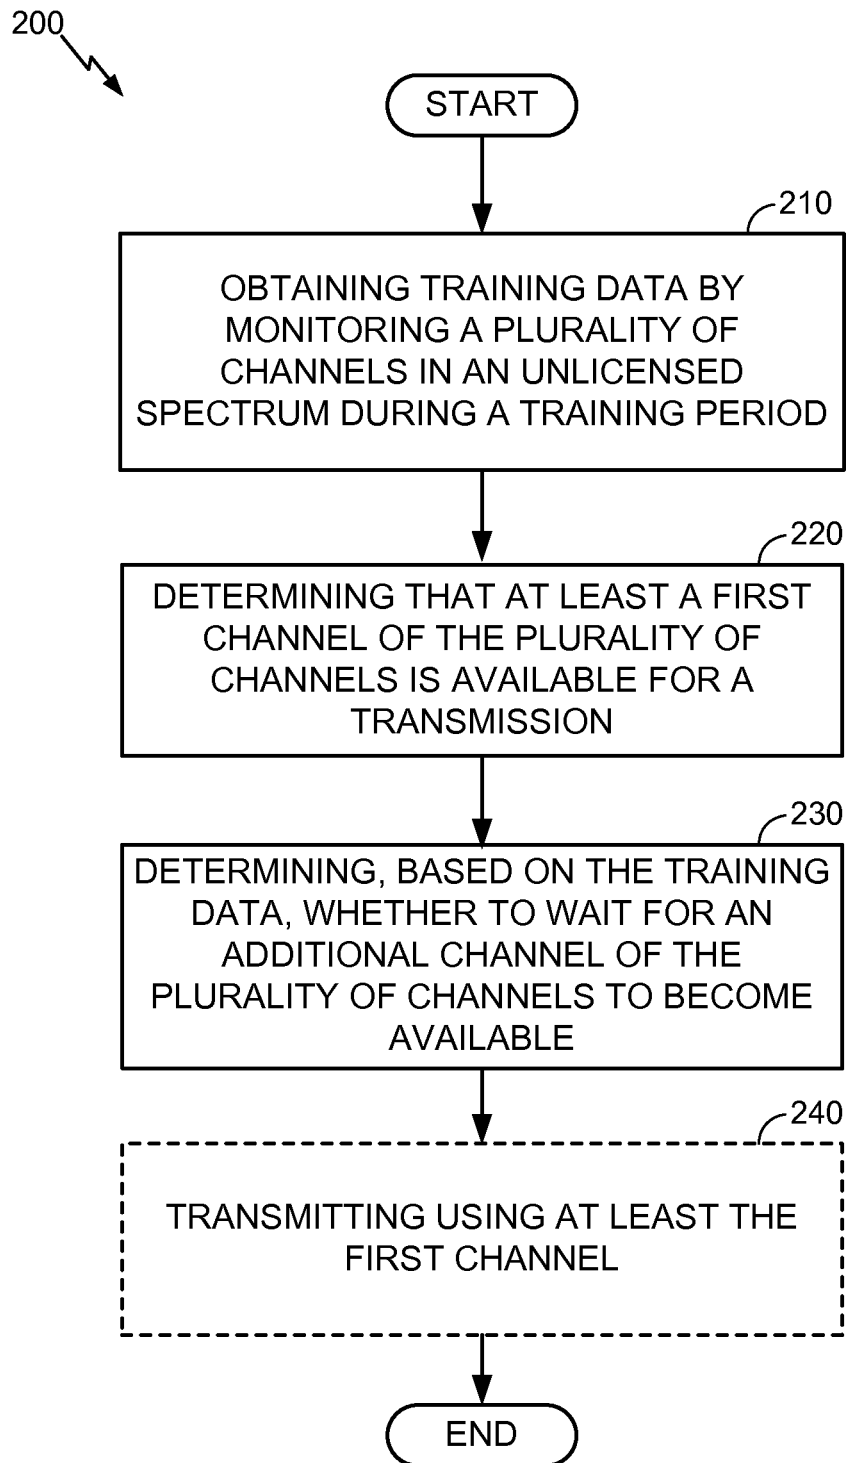 200
START
210
OBTAINING TRAINING DATA BY
MONITORING A PLURALITY OF
CHANNELS IN AN UNLICENSED
SPECTRUM DURING A TRAINING PERIOD
220
DETERMINING THAT AT LEAST A FIRST
CHANNEL OF THE PLURALITY OF
CHANNELS IS AVAILABLE FOR A
TRANSMISSION
230
DETERMINING, BASED ON THE TRAINING
DATA, WHETHER TO WAIT FOR AN
ADDITIONAL CHANNEL OF THE
PLURALITY OF CHANNELS TO BECOME
AVAILABLE
240
TRANSMITTING USING AT LEAST THE
FIRST CHANNEL
END